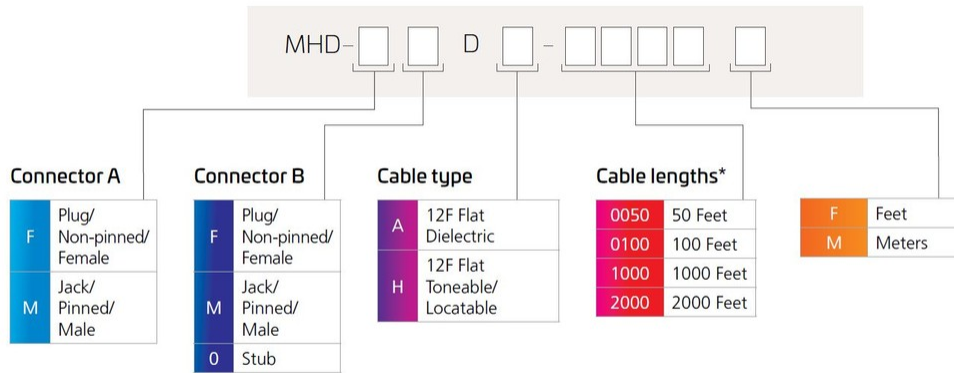 MHD- D -
Connector A
F Plug/
Non-pinned/
Female
M Jack/
Pinned/
Male
Connector B
F Plug/
Non-pinned/
Female
M Jack/
Pinned/
Male
0 Stub
Cable type
A 12F Flat
Dielectric
H 12F Flat
Toneable/
Locatable
Cable lengths*
0050 50 Feet
0100 100 Feet
1000 1000 Feet
2000 2000 Feet
F Feet
M Meters